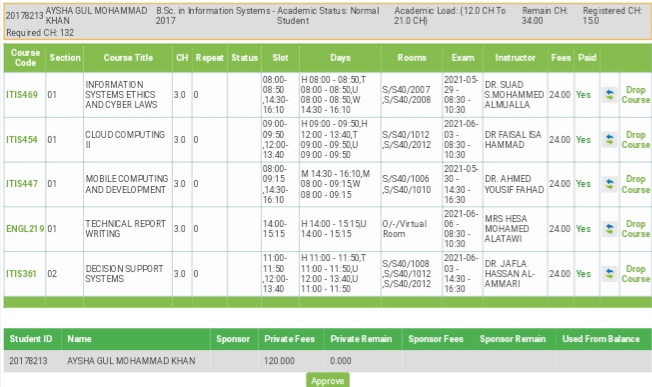 20178213 AYSHA GUL MOHAMMAD KHAN B.Sc. in Information Systems - 2017 Academic Status: Normal Student Academic Load: (12.0 CH To 21.0 CH) Remain CH: 34.00 Registered CH: 15.0
Required CH: 132
Course Code Section Course Title CH Repeat Status Slot Days Rooms Exam Instructor Fees Paid
ITIS469 01 INFORMATION SYSTEMS ETHICS AND CYBER LAWS 3.0 0 08:00-08:50 ,14:30-16:10 H 08:00 - 08:50,T 08:00 - 08:50,U 08:00 - 08:50,W 14:30 - 16:10 S/S40/2007 ,S/S40/2008 2021-05-29 - 08:30 - 10:30 DR. SUAD S.MOHAMMED ALMUALLA 24.00 Yes Drop Course
ITIS454 01 CLOUD COMPUTING II 3.0 0 09:00-09:50 ,12:00-13:40 H 09:00 - 09:50,H 12:00 - 13:40,T 09:00 - 09:50,U 09:00 - 09:50 S/S40/1012 ,S/S40/2012 2021-06-03 - 08:30 - 10:30 DR FAISAL ISA HAMMAD 24.00 Yes Drop Course
ITIS447 01 MOBILE COMPUTING AND DEVELOPMENT 3.0 0 08:00-09:15 ,14:30-16:10 M 14:30 - 16:10,M 08:00 - 09:15,W 08:00 - 09:15 S/S40/1006 ,S/S40/1010 2021-05-30 - 14:30 - 16:30 DR. AHMED YOUSIF FAHAD 24.00 Yes Drop Course
ENGL219 01 TECHNICAL REPORT WRITING 3.0 0 14:00-15:15 H 14:00 - 15:15,U 14:00 - 15:15 O/-/Virtual Room 2021-06-06 - 08:30 - 10:30 MRS HESA MOHAMED ALATAWI 24.00 Yes Drop Course
ITIS361 02 DECISION SUPPORT SYSTEMS 3.0 0 11:00-11:50 ,12:00-13:40 H 11:00 - 11:50,T 11:00 - 11:50,U 12:00 - 13:40,U 11:00 - 11:50 S/S40/1008 ,S/S40/1012 ,S/S40/2012 2021-06-03 - 14:30 - 16:30 DR. JAFLA HASSAN AL-AMMARI 24.00 Yes Drop Course
Student ID Name Sponsor Private Fees Private Remain Sponsor Fees Sponsor Remain Used From Balance
20178213 AYSHA GUL MOHAMMAD KHAN 120.000 0.000
Approve